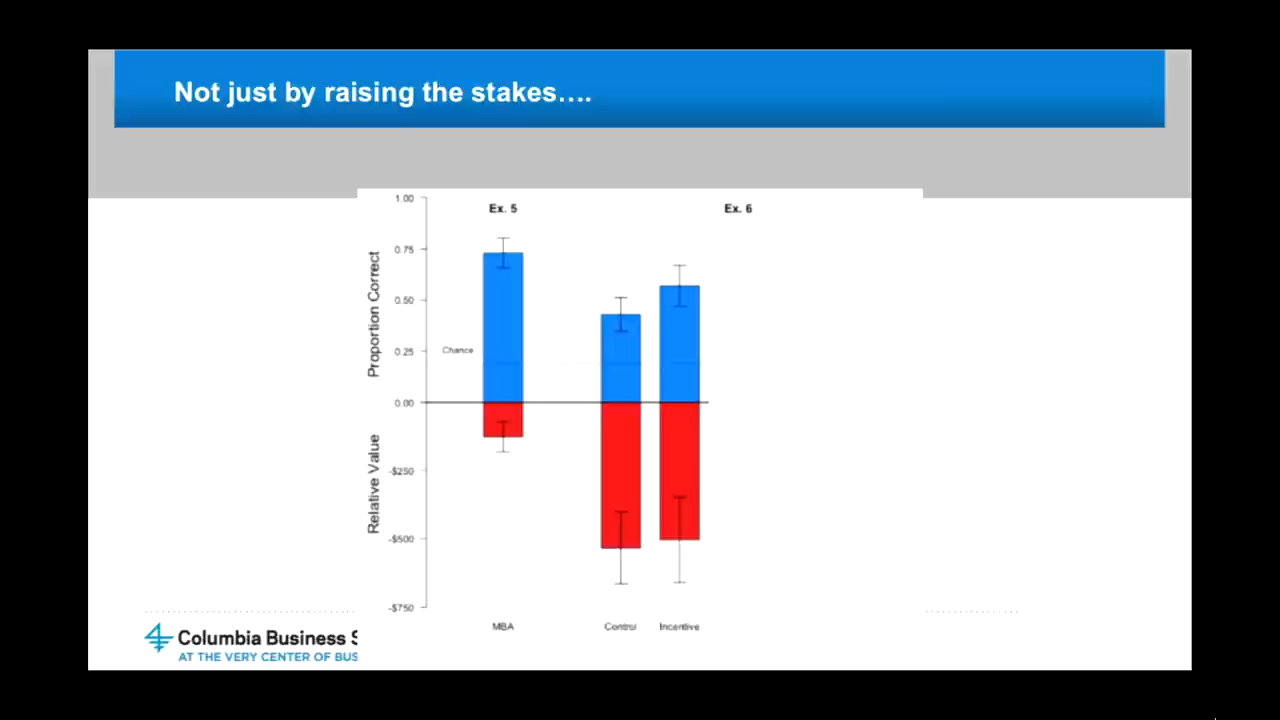 Not just by raising the stakes….
Ex. 5
Ex. 6
1.00
0.75
0.50
0.25
0.00
-$250
-$500
-$750
Proportion Correct
Relative Value
Chance
MBA
Control
Incentive
Columbia Business S
AT THE VERY CENTER OF BUS